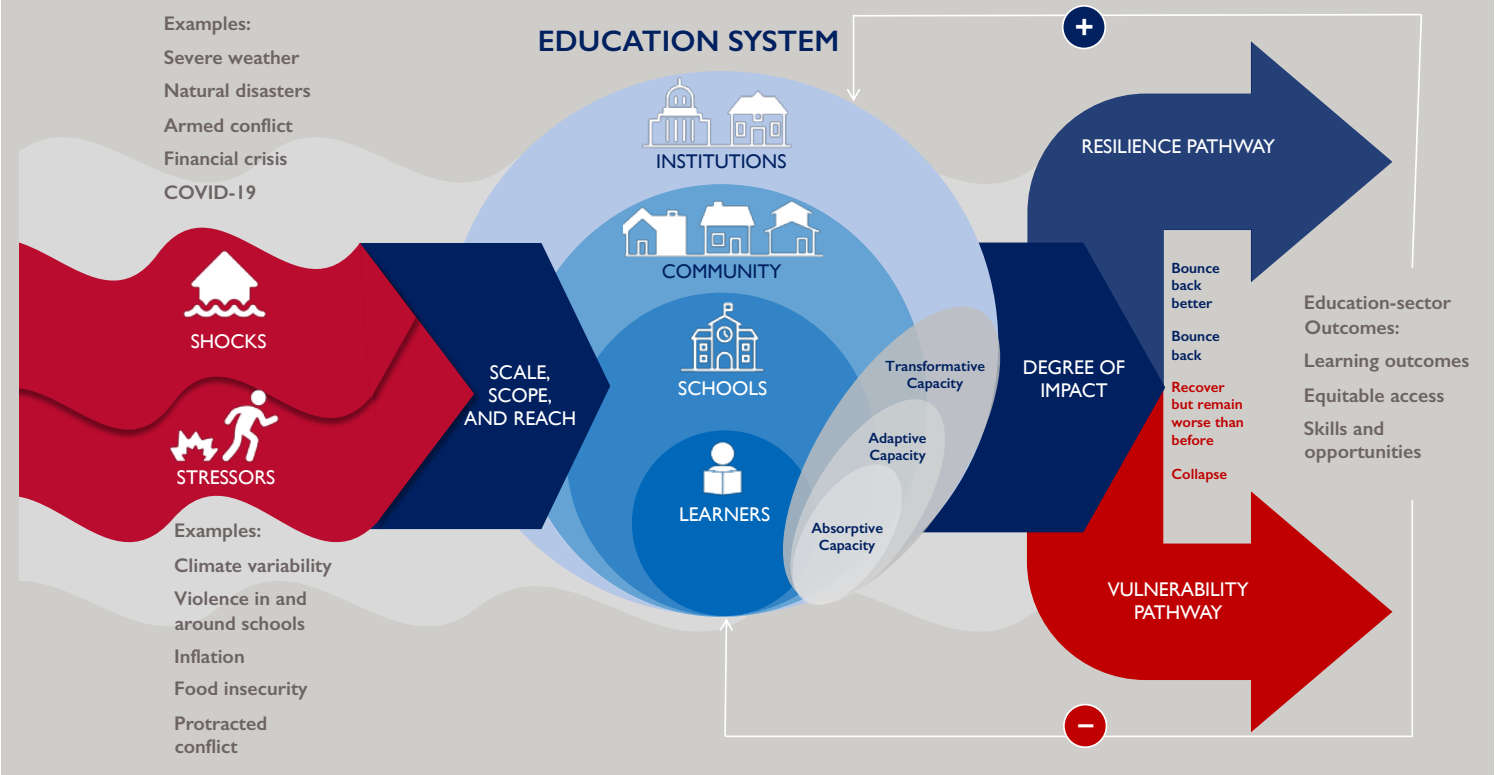 Examples:
Severe weather
Natural disasters
Armed conflict
Financial crisis
COVID-19
SHOCKS
STRESSORS
Examples:
Climate variability
Violence in and
around schools
Inflation
Food insecurity
Protracted
conflict
SCALE,
SCOPE,
AND REACH
EDUCATION SYSTEM
INSTITUTIONS
COMMUNITY
SCHOOLS
LEARNERS
Transformative
Capacity
Adaptive
Capacity
Absorptive
Capacity
DEGREE OF
IMPACT
+
RESILIENCE PATHWAY
Bounce
back
better
Bounce
back
Recover
but remain
worse than
before
Collapse
VULNERABILITY
PATHWAY
−
Education-sector
Outcomes:
Learning outcomes
Equitable access
Skills and
opportunities